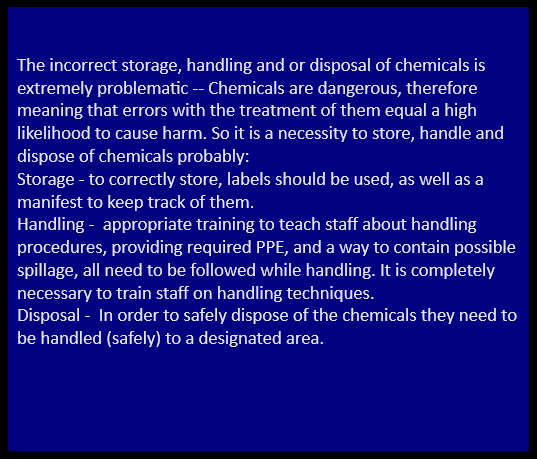 The incorrect storage, handling and or disposal of chemicals is
extremely problematic -- Chemicals are dangerous, therefore
meaning that errors with the treatment of them equal a high
likelihood to cause harm. So it is a necessity to store, handle and
dispose of chemicals probably:
Storage - to correctly store, labels should be used, as well as a
manifest to keep track of them.
Handling -  appropriate training to teach staff about handling
procedures, providing required PPE, and a way to contain possible
spillage, all need to be followed while handling. It is completely
necessary to train staff on handling techniques.
Disposal -  In order to safely dispose of the chemicals they need to
be handled (safely) to a designated area.